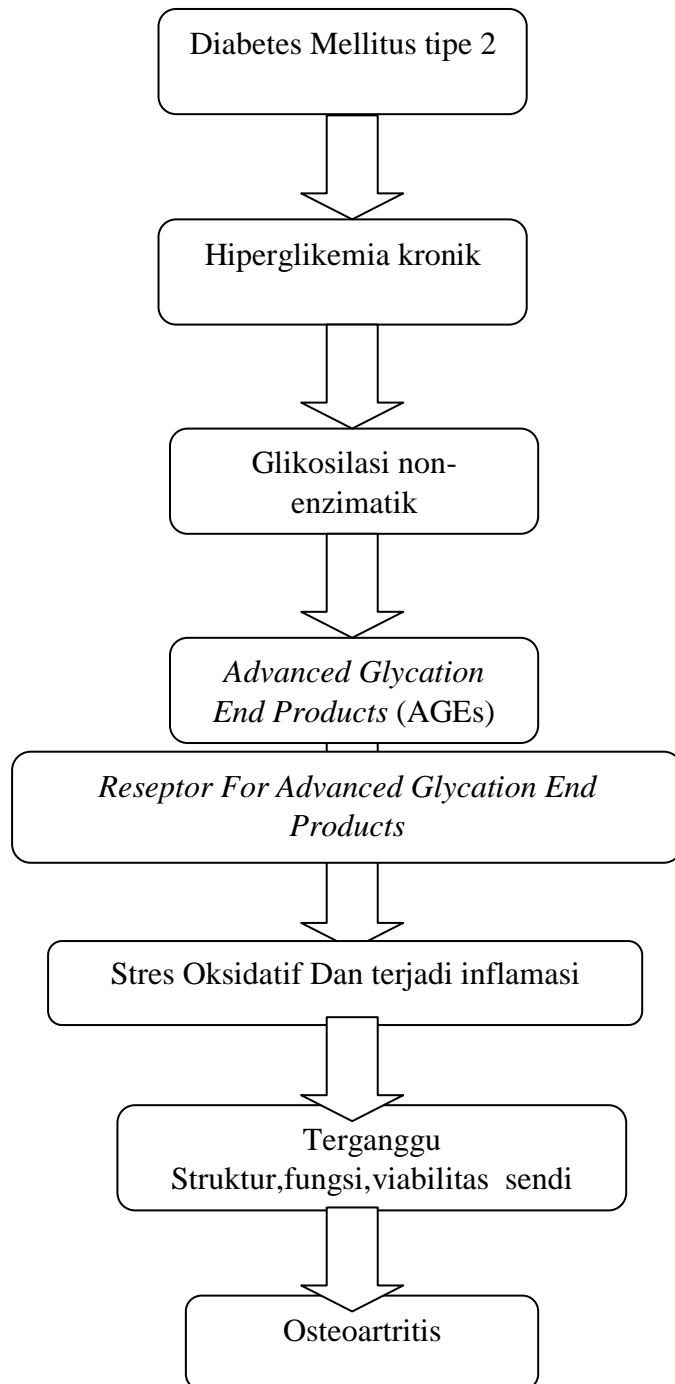 Diabetes Mellitus tipe 2
Hiperglikemia kronik
Glikosilasi non-
enzimatik
Advanced Glycation
End Products (AGEs)
Reseptor For Advanced Glycation End
Products
Stres Oksidatif Dan terjadi inflamasi
Terganggu
Struktur,fungsi,viabilitas  sendi
Osteoartritis